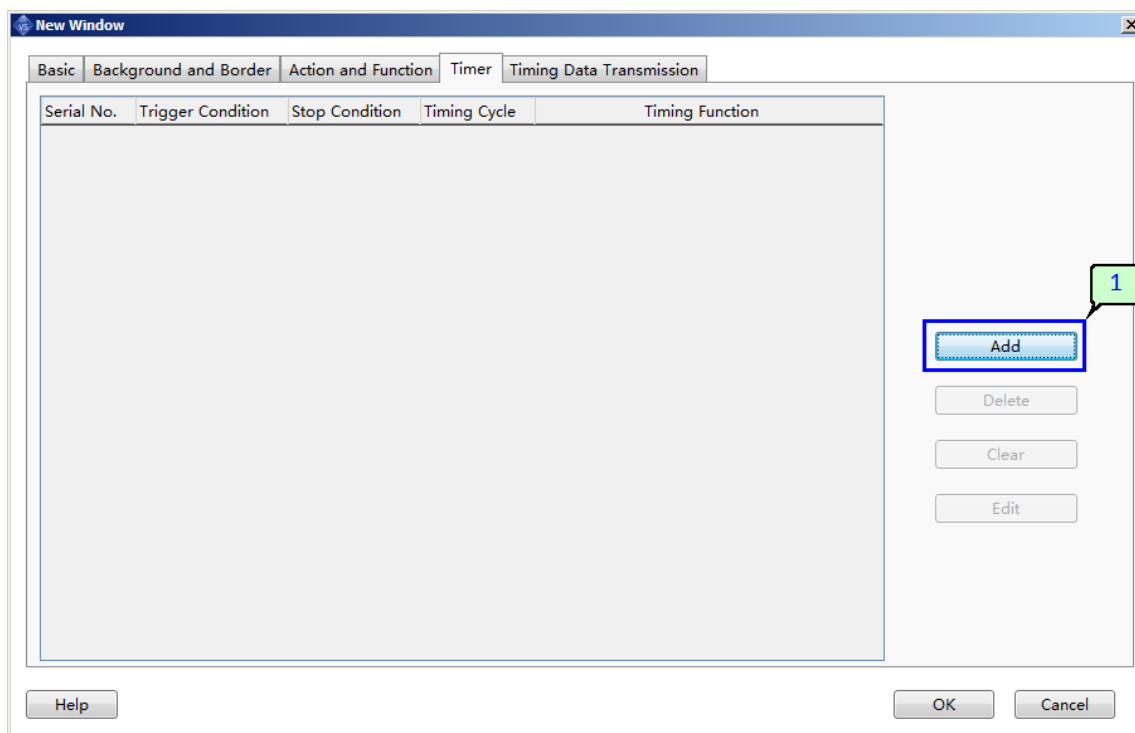 New Window
Basic Background and Border Action and Function Timer Timing Data Transmission
Serial No. Trigger Condition Stop Condition Timing Cycle Timing Function
1
Add
Delete
Clear
Edit
Help OK Cancel